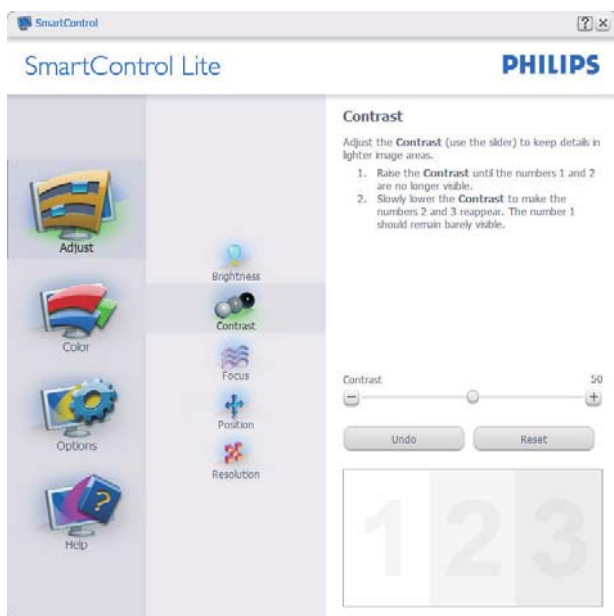 SmartControl
SmartControl Lite
PHILIPS
Adjust
Color
Options
Help
Brightness
Contrast
Focus
Position
Resolution
Contrast
Adjust the Contrast (use the slider) to keep details in
lighter image areas.
1. Raise the Contrast until the numbers 1 and 2
are no longer visible.
2. Slowly lower the Contrast to make the
numbers 2 and 3 reappear. The number 1
should remain barely visible.
Contrast 50
Undo Reset
1 2 3